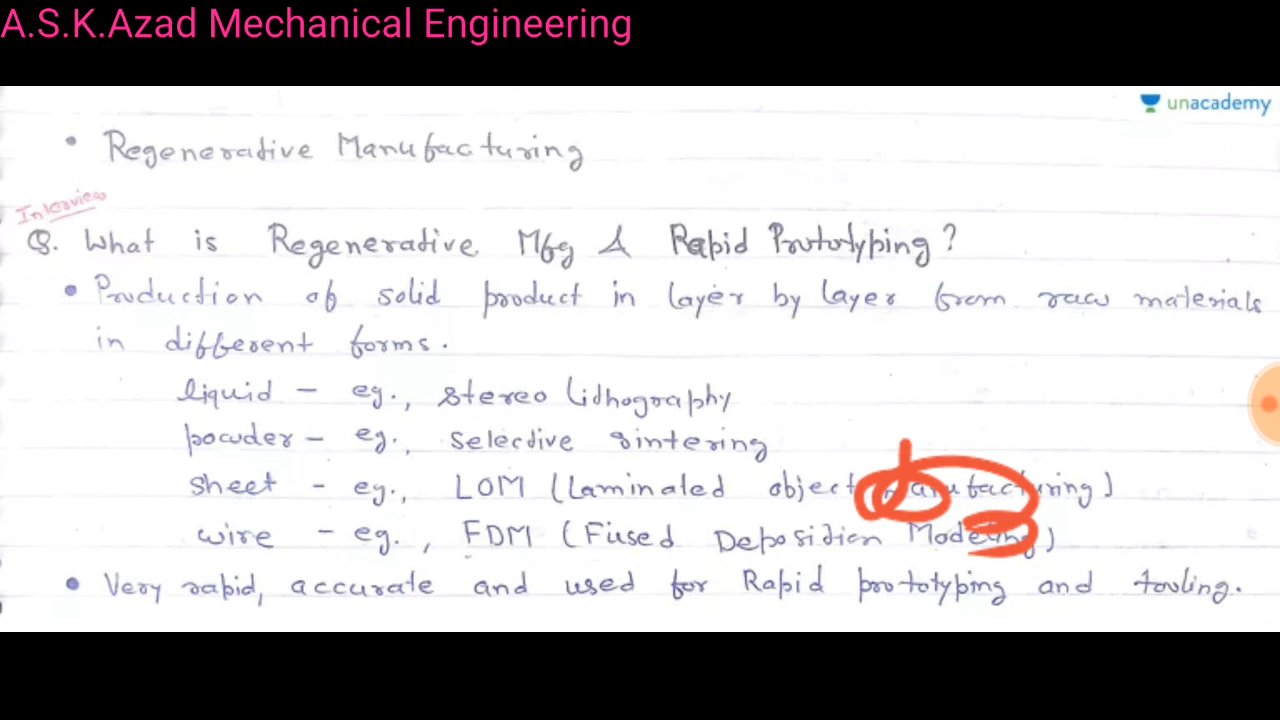 A.S.K.Azad Mechanical Engineering
unacademy
• Regenerative Manufacturing
Interview
Q. What is Regenerative Mfg & Rapid Prototyping?
• Production of solid product in layer by layer from raw materials
in different forms.
liquid - eg., stereo lithography
powder - eg., selective sintering
sheet - eg., LOM (Laminated object Manufacturing)
wire - eg., FDM (Fused Deposition Modeling)
• Very rapid, accurate and used for Rapid prototyping and tooling.